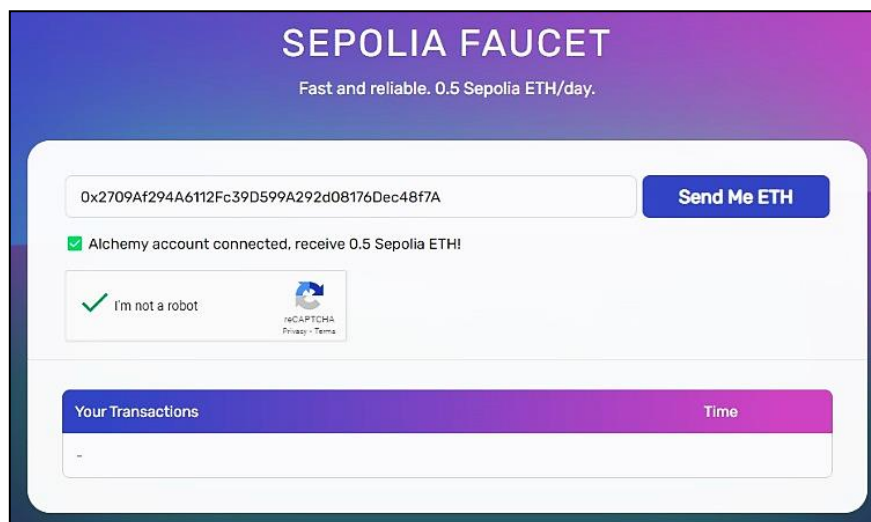 SEPOLIA FAUCET
Fast and reliable. 0.5 Sepolia ETH/day.
0x2709Af294A6112Fc39D599A292d08176Dec48f7A
Send Me ETH
Alchemy account connected, receive 0.5 Sepolia ETH!
I'm not a robot
reCAPTCHA
Privacy - Terms
Your Transactions Time
-